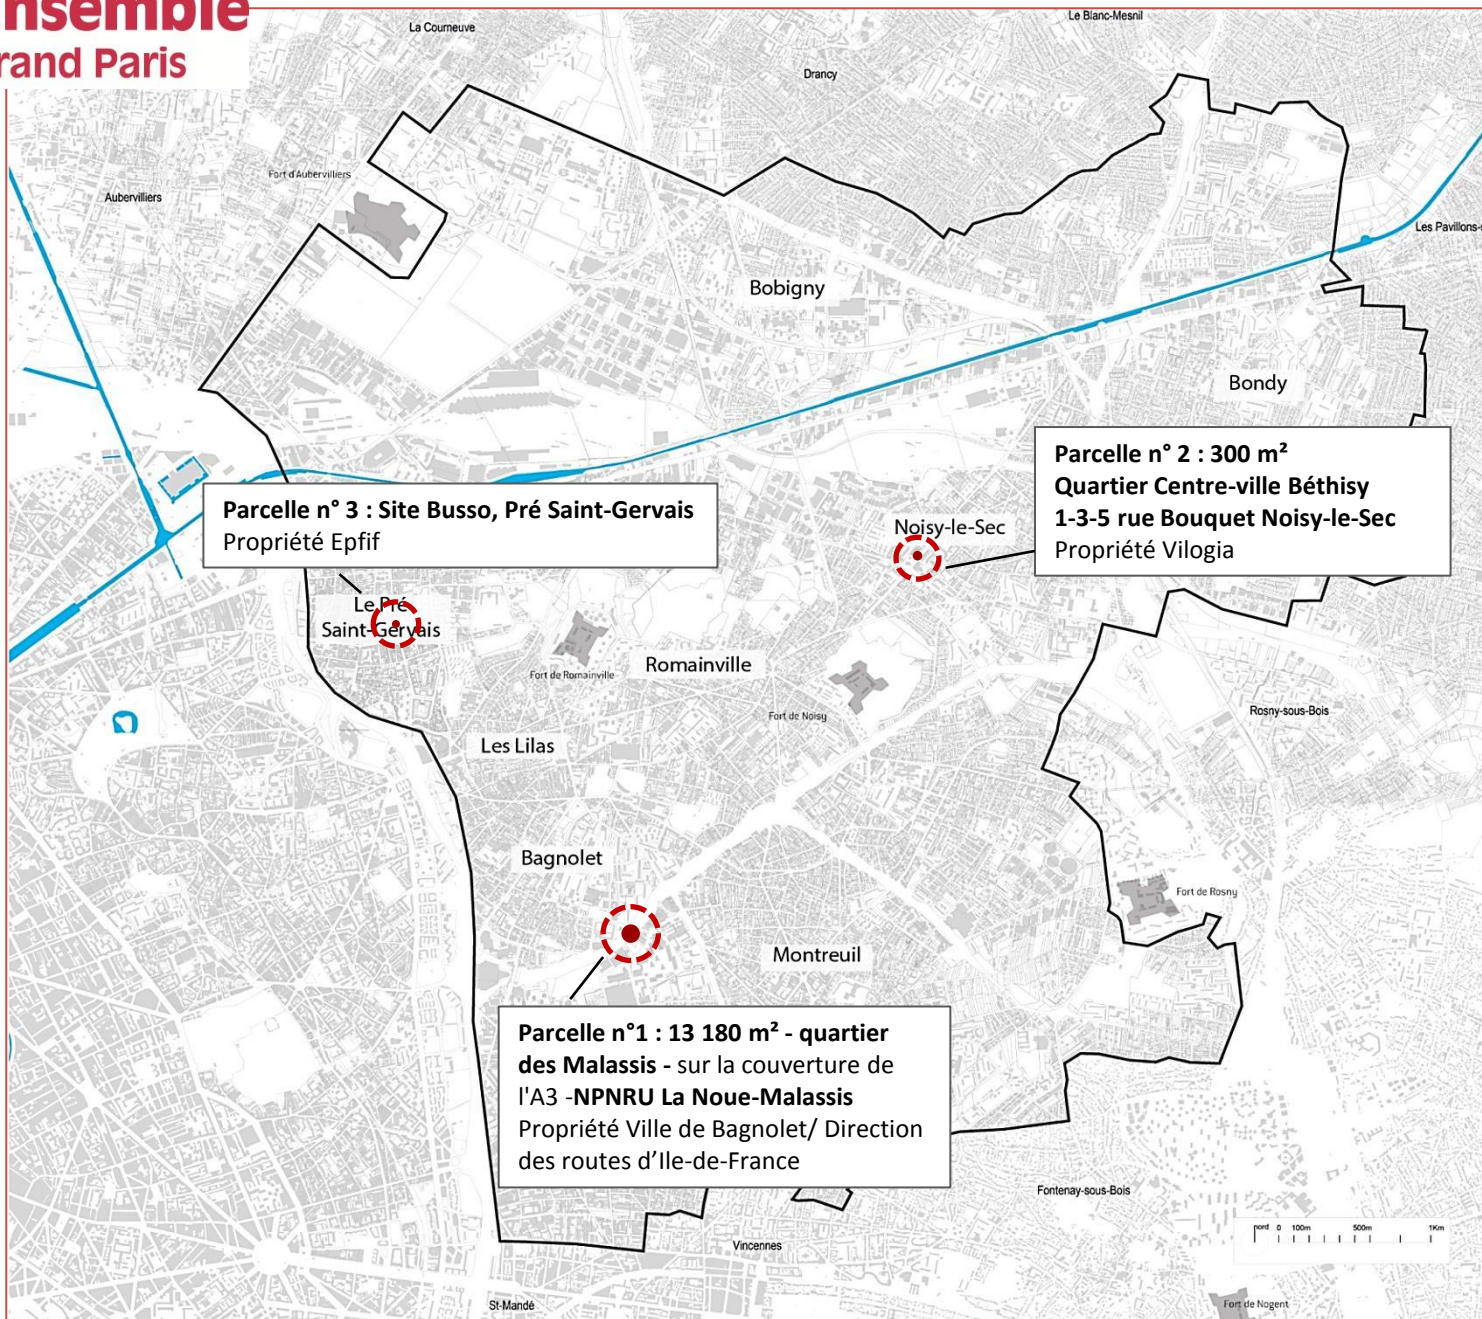 nsemble
rand Paris
La Courneuve
Le Blanc-Mesnil
Drancy
Fort d'Aubervilliers
Aubervilliers
Les Pavillons-s
Bobigny
Bondy
Parcelle n° 2 : 300 m²
Quartier Centre-ville Béthisy
1-3-5 rue Bouquet Noisy-le-Sec
Propriété Vilogia
Parcelle n° 3 : Site Busso, Pré Saint-Gervais
Propriété Epfif
Noisy-le-Sec
Le Pré
Saint-Gervais
Fort de Romainville
Romainville
Fort de Noisy
Rosny-sous-Bois
Les Lilas
Bagnolet
Fort de Rosny
Montreuil
Parcelle n°1 : 13 180 m² - quartier
des Malassis - sur la couverture de
l'A3 -NPNRU La Noue-Malassis
Propriété Ville de Bagnolet/ Direction
des routes d’Ile-de-France
Fontenay-sous-Bois
nord 0 100m 500m 1Km
Vincennes
St-Mandé
Fort de Nogent